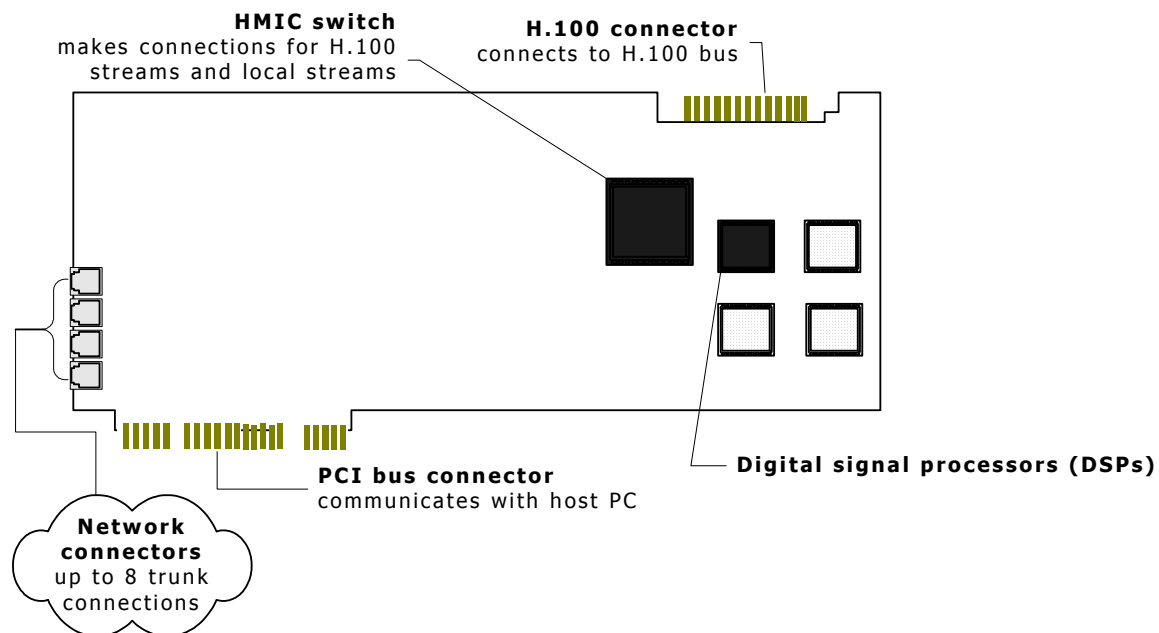 HMIC switch
makes connections for H.100
streams and local streams
H.100 connector
connects to H.100 bus
Digital signal processors (DSPs)
PCI bus connector
communicates with host PC
Network
connectors
up to 8 trunk
connections